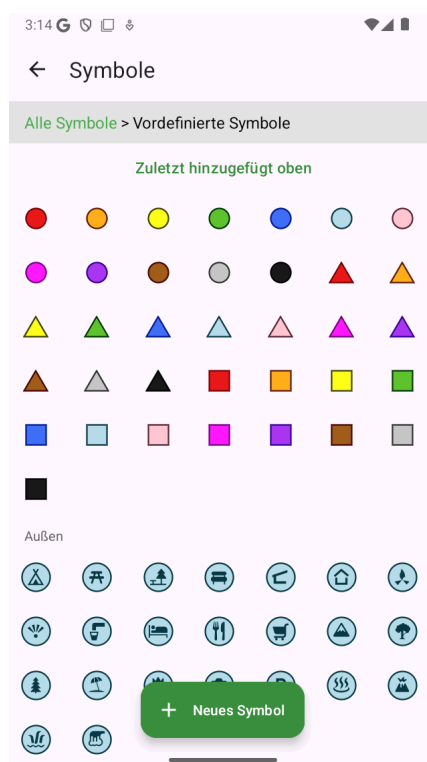 3:14
Symbole
Alle Symbole > Vordefinierte Symbole
Zuletzt hinzugefügt oben
Außen
+ Neues Symbol